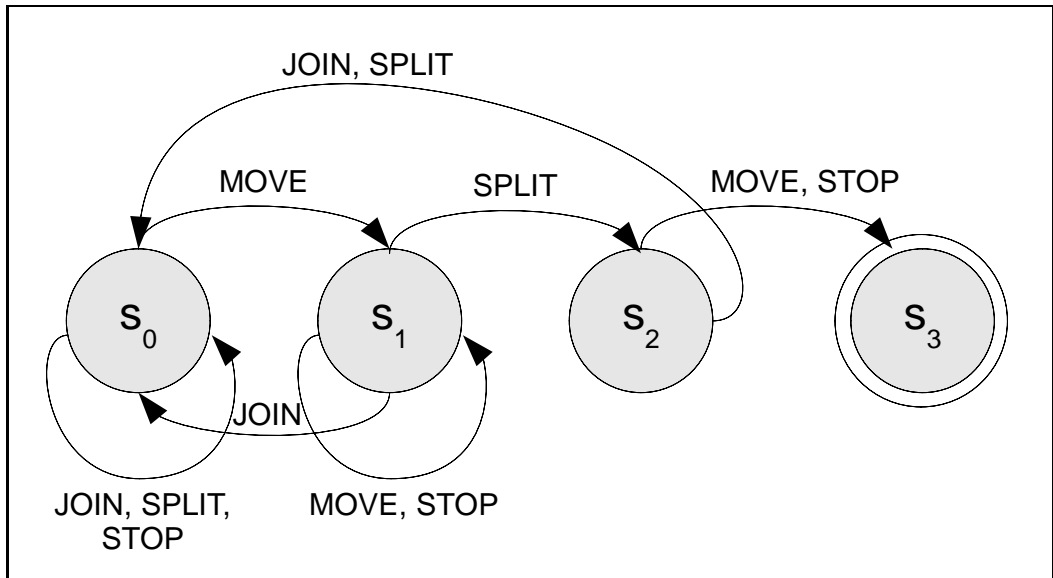 JOIN, SPLIT
MOVE
SPLIT
MOVE, STOP
s0
s1
s2
s3
JOIN
JOIN, SPLIT,
STOP
MOVE, STOP